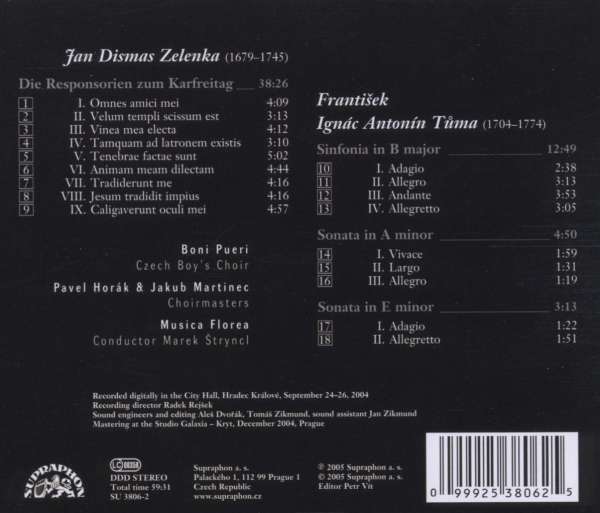 Jan Dismas Zelenka (1679–1745)
Die Responsorien zum Karfreitag 38:26
1 I. Omnes amici mei 4:09
2 II. Velum templi scissum est 3:13
3 III. Vinea mea electa 4:12
4 IV. Tamquam ad latronem existis 3:10
5 V. Tenebrae factae sunt 5:02
6 VI. Animam meam dilectam 4:44
7 VII. Tradiderunt me 4:16
8 VIII. Jesum tradidit impius 4:16
9 IX. Caligaverunt oculi mei 4:57
Boni Pueri
Czech Boy's Choir
Pavel Horák & Jakub Martinec
Choirmasters
Musica Florea
Conductor Marek Štryncl
František
Ignác Antonín Tůma (1704–1774)
Sinfonia in B major 12:49
10 I. Adagio 2:38
11 II. Allegro 3:13
12 III. Andante 3:53
13 IV. Allegretto 3:05
Sonata in A minor 4:50
14 I. Vivace 1:59
15 II. Largo 1:31
16 III. Allegro 1:19
Sonata in E minor 3:13
17 I. Adagio 1:22
18 II. Allegretto 1:51
Recorded digitally in the City Hall, Hradec Králové, September 24–26, 2004
Recording director Radek Rejšek
Sound engineers and editing Aleš Dvořák, Tomáš Zikmund, sound assistant Jan Zikmund
Mastering at the Studio Galaxia – Kryt, December 2004, Prague
SUPRAPHON
LC 08358
DDD STEREO
Total time 59:31
SU 3806-2
Supraphon a. s.
Palackého 1, 112 99 Prague 1
Czech Republic
www.supraphon.cz
℗ 2005 Supraphon a. s.
© 2005 Supraphon a. s.
Editor Petr Vít
0 99925 38062 5